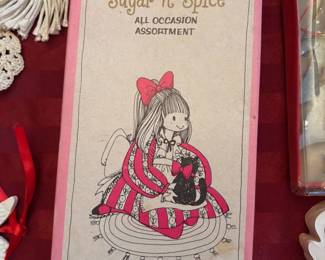 Sugar 'n' Spice
ALL OCCASION
ASSORTMENT